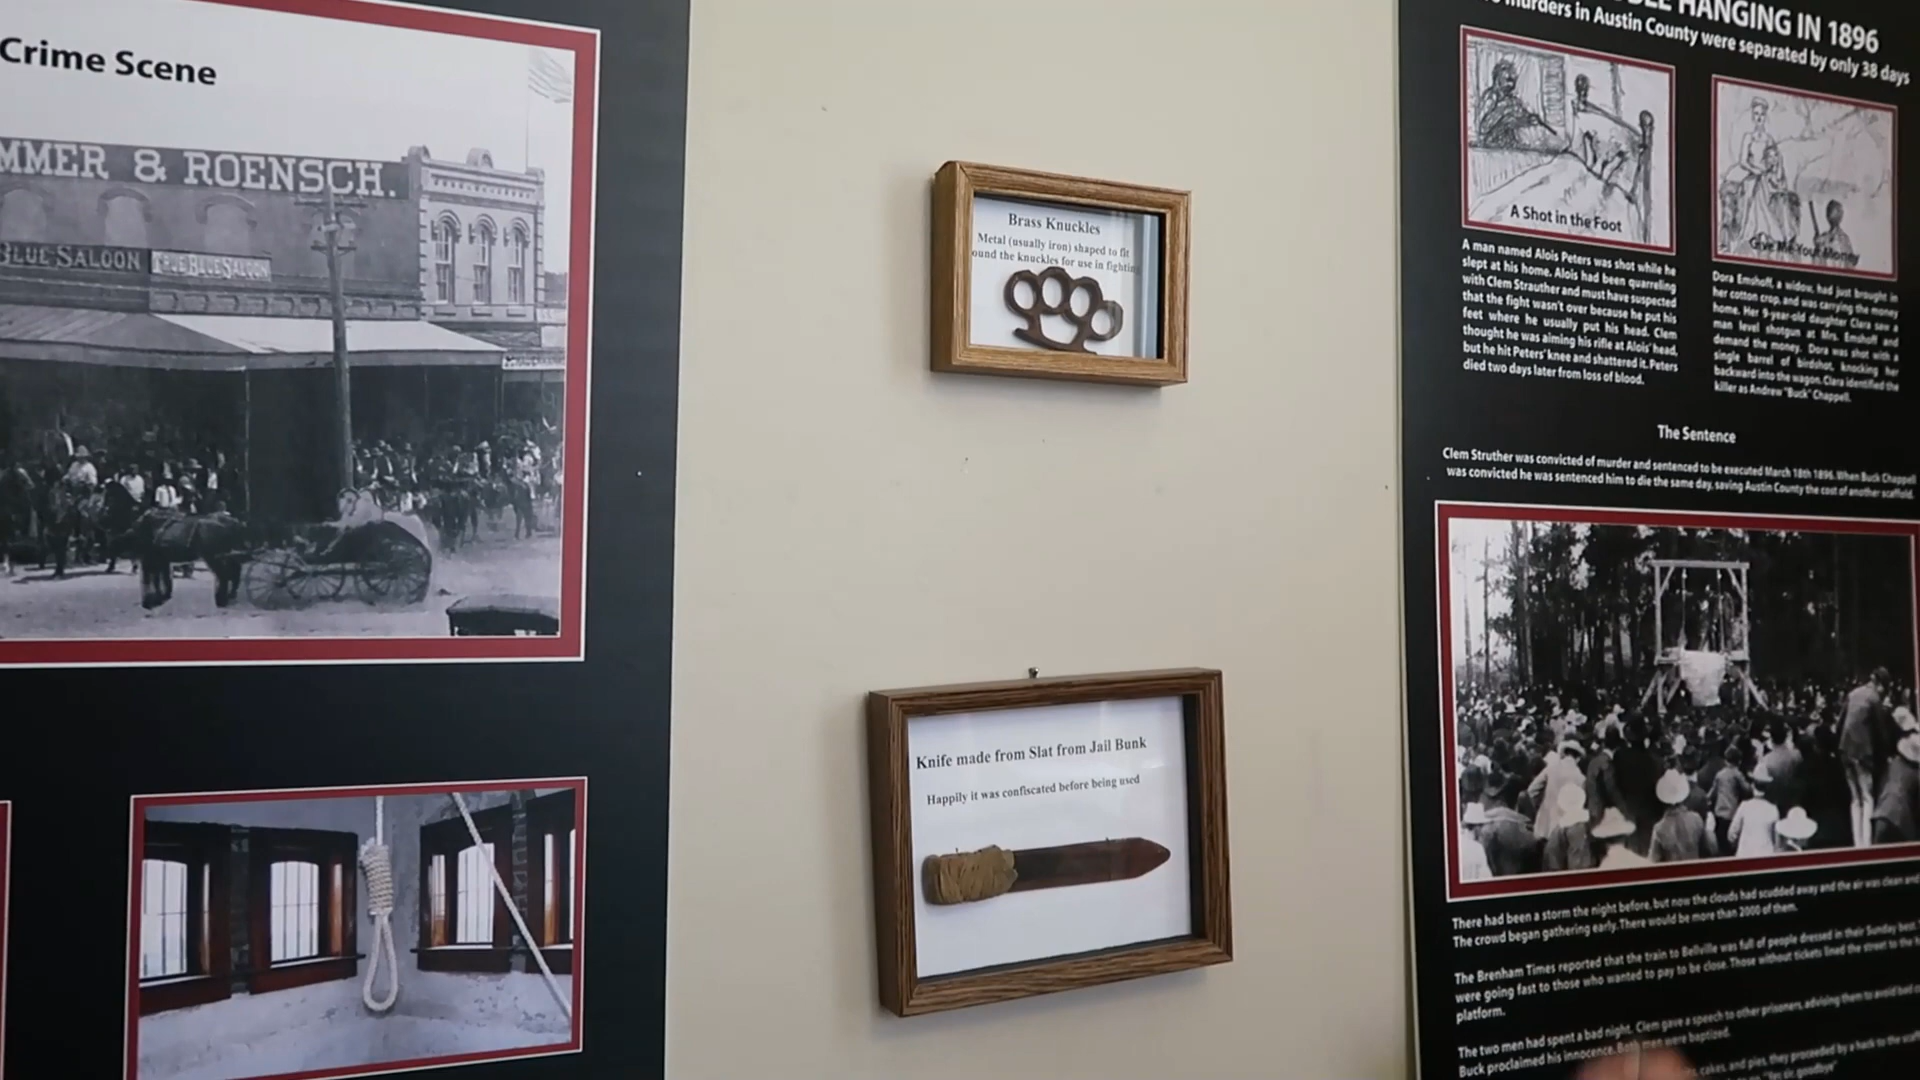 Crime Scene
MMER & ROENSCH.
BLUE SALOON
TRUE BLUE SALOON
Brass Knuckles
Metal (usually iron) shaped to fit
ound the knuckles for use in fighting
Knife made from Slat from Jail Bunk
Happily it was confiscated before being used
HANGING IN 1896
murders in Austin County were separated by only 38 days
A Shot in the Foot
A man named Alois Peters was shot while he
slept at his home. Alois had been quarreling
with Clem Strauther and must have suspected
that the fight wasn't over because he put his
feet where he usually put his head. Clem
thought he was aiming his rifle at Alois' head,
but he hit Peters' knee and shattered it. Peters
died two days later from loss of blood.
Give Me Your Money
Dora Emshoff, a widow, had just brought in
her cotton crop, and was carrying the money
home. Her 9-year-old daughter Clara saw a
man level shotgun at Mrs. Emshoff and
demand the money. Dora was shot with a
single barrel of birdshot, knocking her
backward into the wagon. Clara identified the
killer as Andrew "Buck" Chappell.
The Sentence
Clem Struther was convicted of murder and sentenced to be executed March 18th 1896. When Buck Chappell
was convicted he was sentenced him to die the same day, saving Austin County the cost of another scaffold.
There had been a storm the night before, but now the clouds had scudded away and the air was clean and
The crowd began gathering early. There would be more than 2000 of them.
The Brenham Times reported that the train to Bellville was full of people dressed in their Sunday best.
were going fast to those who wanted to pay to be close. Those without tickets lined the street to the
platform.
The two men had spent a bad night. Clem gave a speech to other prisoners, advising them to avoid bad
Buck proclaimed his innocence. Both men were baptized.
cakes, and pies, they proceeded by a hack to the